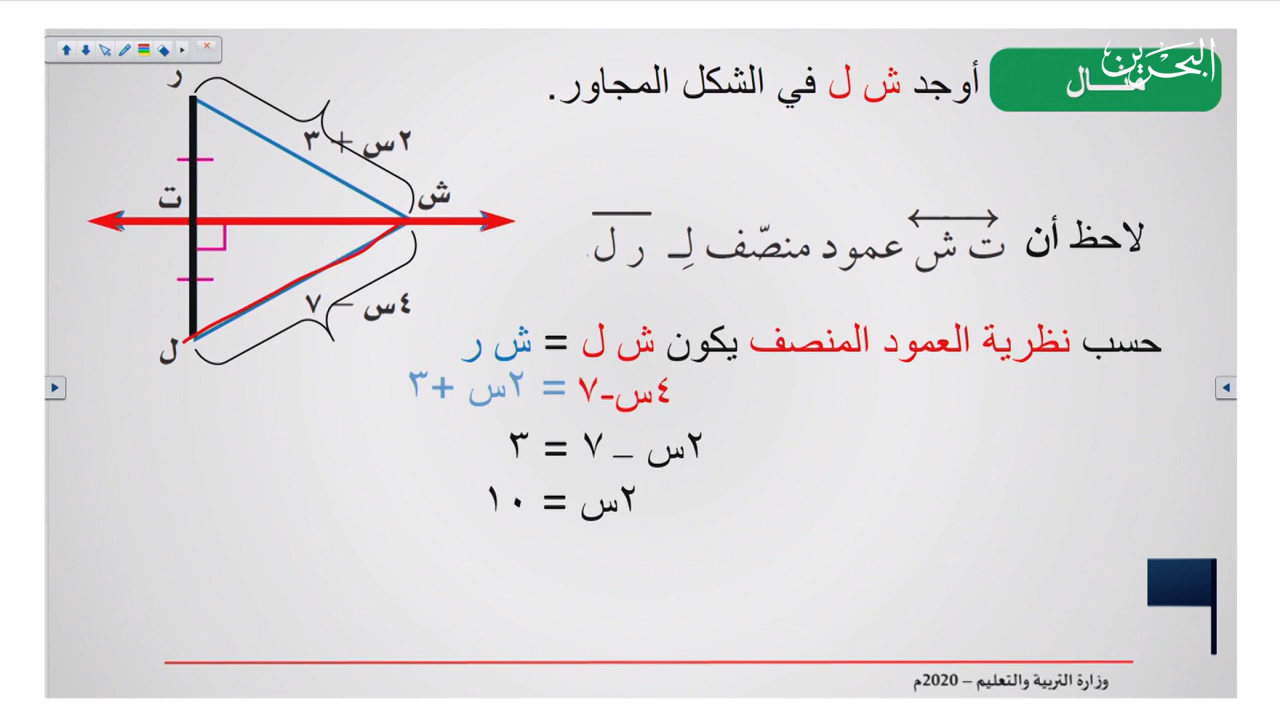 البحرين
مثال
أوجد ش ل في الشكل المجاور.
ر
٢س + ٣
ت
ش
لاحظ أن ت ش عمود منصّف لِـ ر ل
٤س – ٧
ل
حسب نظرية العمود المنصف يكون ش ل = ش ر
٤س-٧ = ٢س +٣
٢س – ٧ = ٣
٢س = ١٠
وزارة التربية والتعليم – 2020م